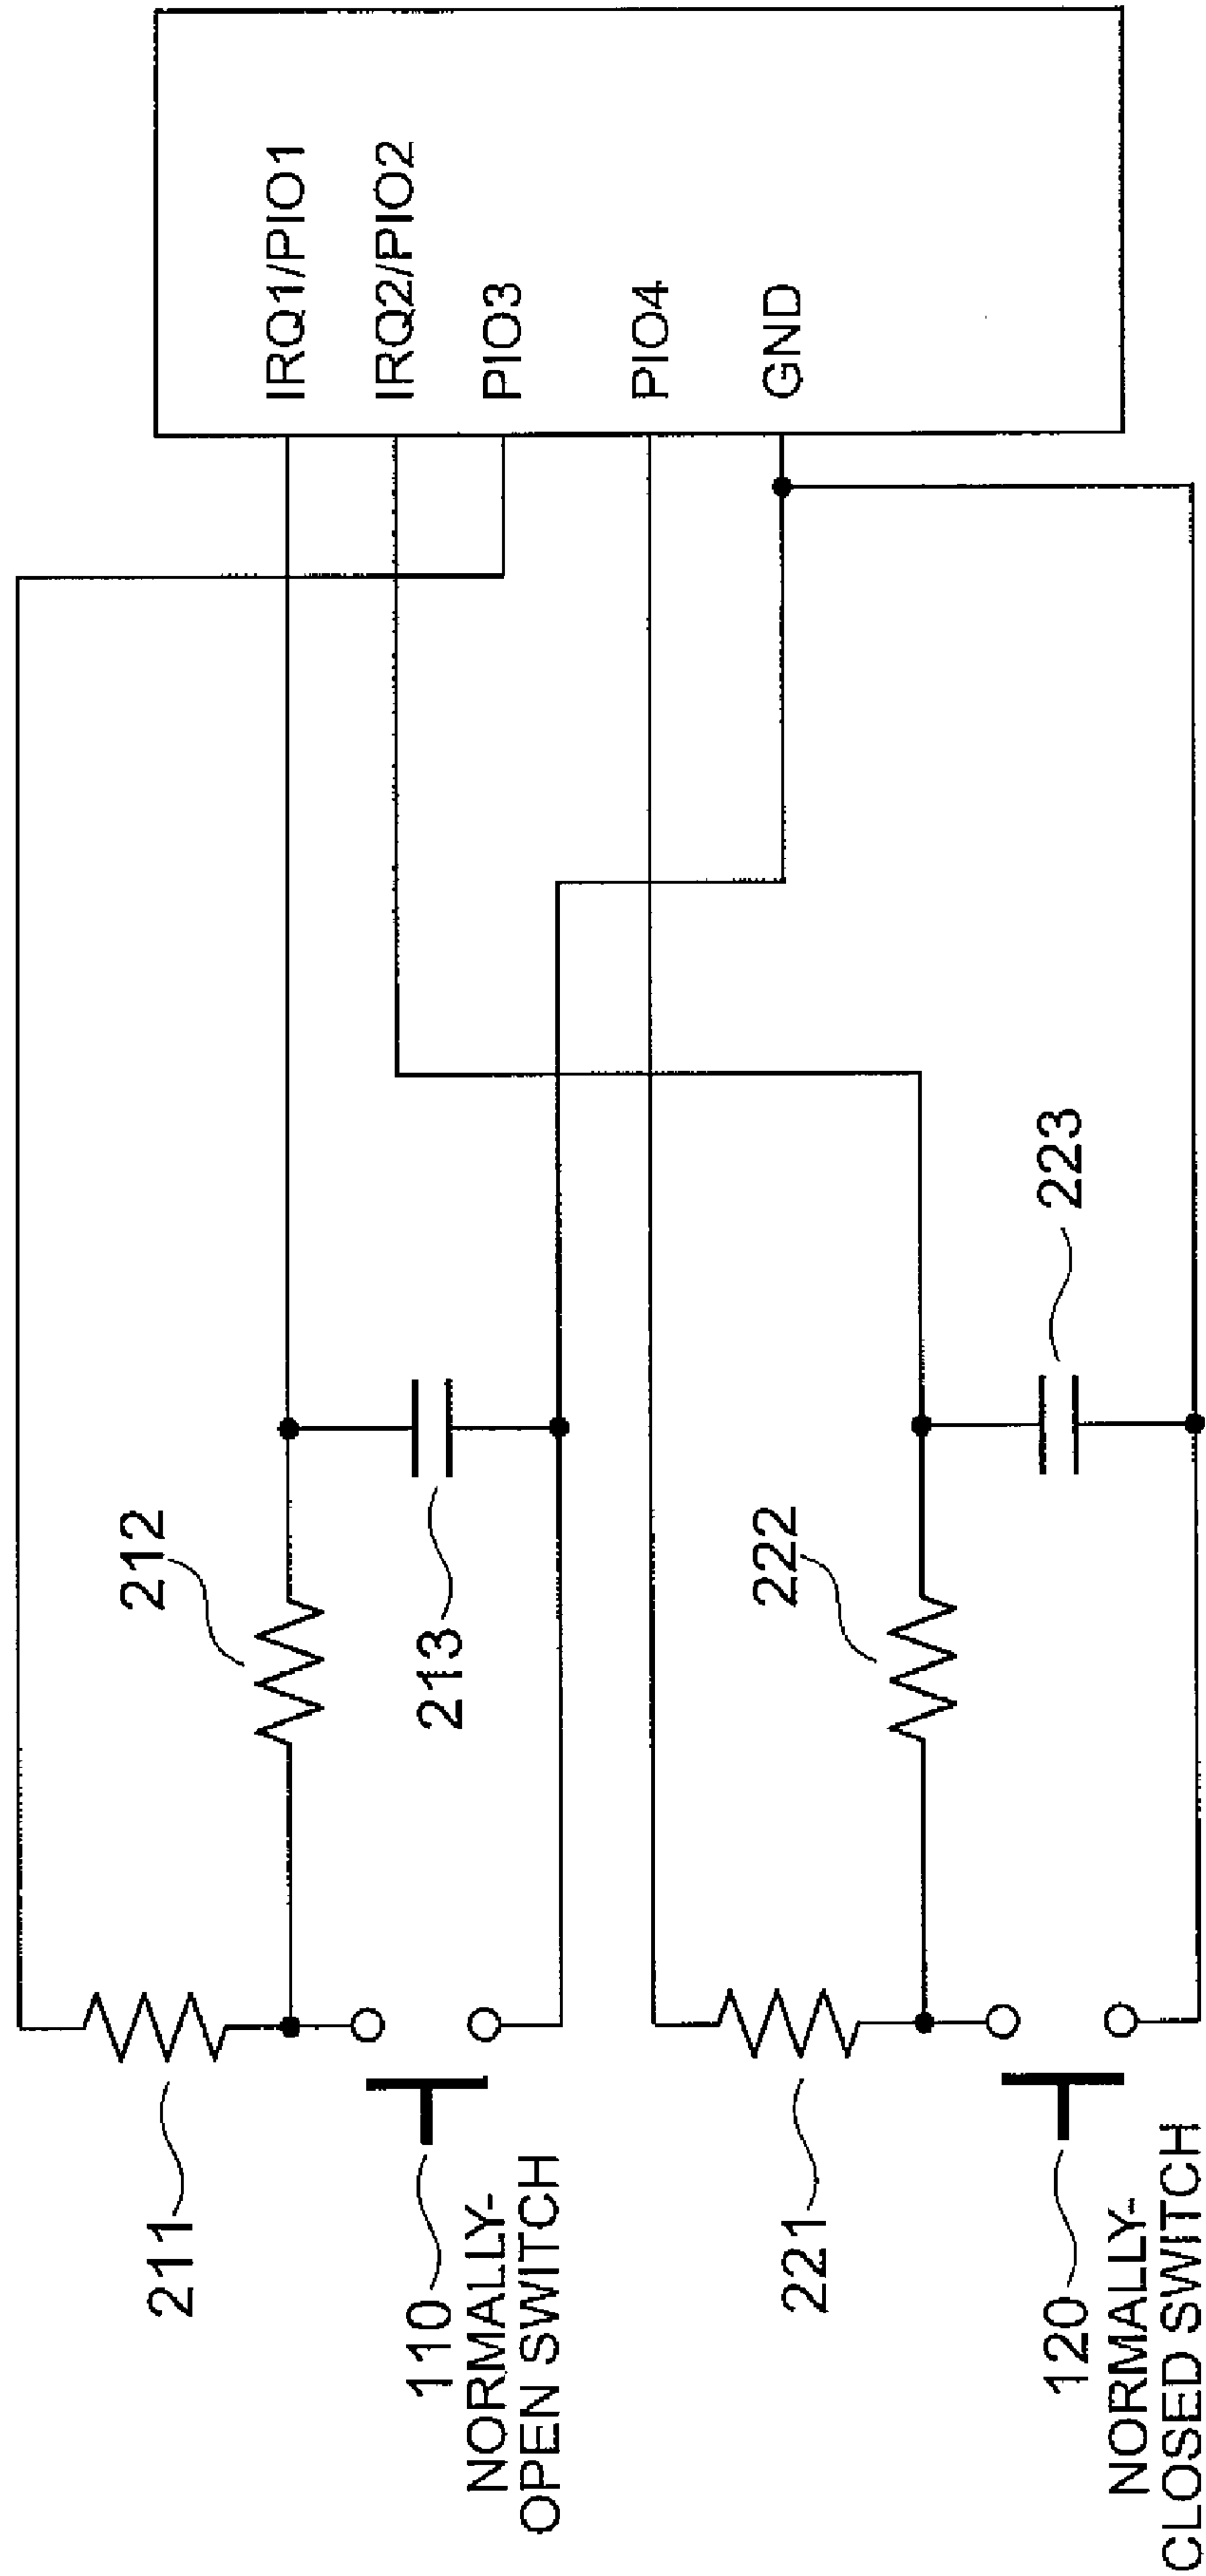 211
212
213
110
NORMALLY-
OPEN SWITCH
221
222
223
120
NORMALLY-
CLOSED SWITCH
IRQ1/PIO1
IRQ2/PIO2
PIO3
PIO4
GND